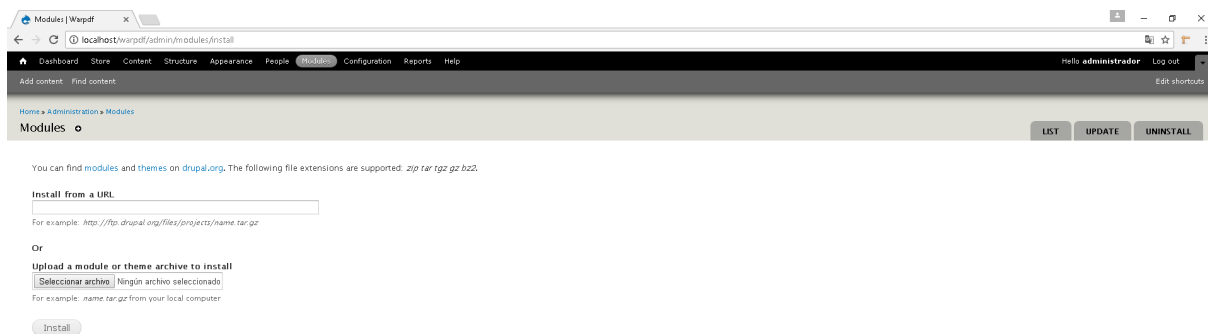 Modules | Warpdf
localhost/warpdf/admin/modules/install
Dashboard Store Content Structure Appearance People Modules Configuration Reports Help
Hello administrador Log out
Add content Find content
Edit shortcuts
Home » Administration » Modules
Modules
LIST UPDATE UNINSTALL
You can find modules and themes on drupal.org. The following file extensions are supported: zip tar tgz gz bz2.
Install from a URL
For example: http://ftp.drupal.org/files/projects/name.tar.gz
Or
Upload a module or theme archive to install
Seleccionar archivo Ningún archivo seleccionado
For example: name.tar.gz from your local computer
Install